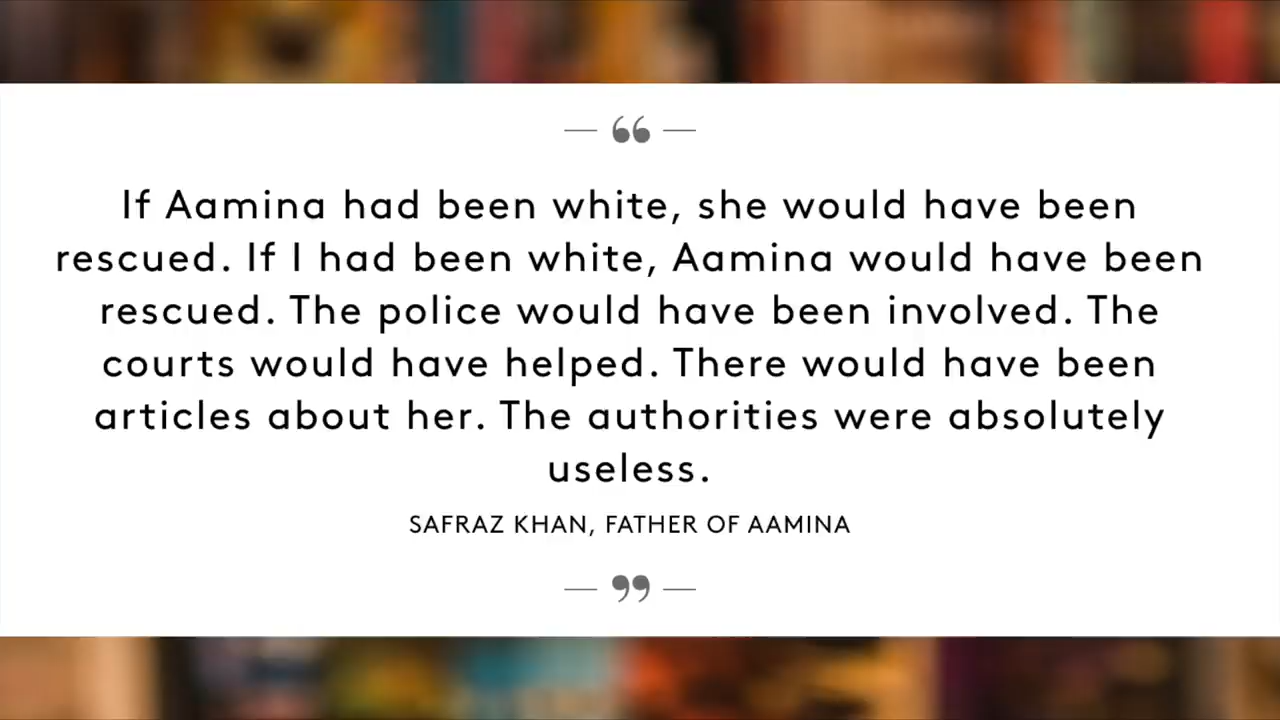 “
If Aamina had been white, she would have been
rescued. If I had been white, Aamina would have been
rescued. The police would have been involved. The
courts would have helped. There would have been
articles about her. The authorities were absolutely
useless.
SAFRAZ KHAN, FATHER OF AAMINA
”